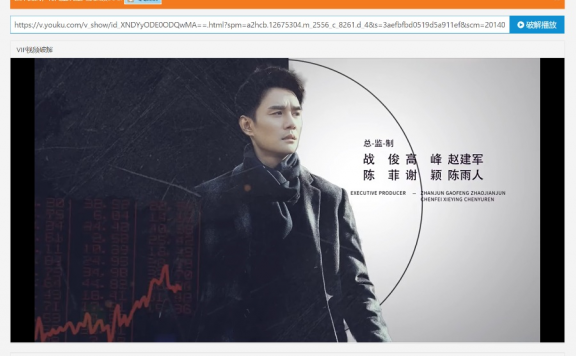 https://v.youku.com/v_show/id_XNDYyODE0ODQwMA==.html?spm=a2hcb.12675304.m_2556_c_8261.d_4&s=3aefbfbd0519d5a911ef&scm=20140
破解播放
VIP视频破解
总·监·制
战 俊 高 峰 赵建军
陈 菲 谢 颖 陈雨人
EXECUTIVE PRODUCER — ZHANJUN GAOFENG ZHAOJIANJUN
CHENFEI XIEYING CHENYUREN